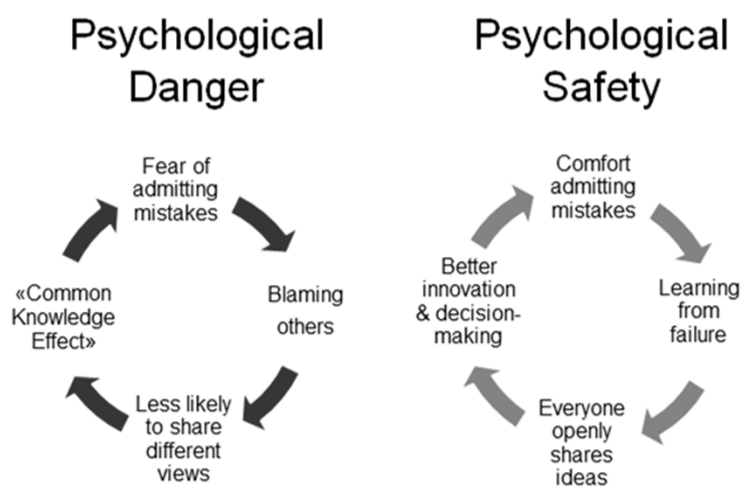 Psychological
Danger
Fear of
admitting
mistakes
Blaming
others
Less likely
to share
different
views
«Common
Knowledge
Effect»
Psychological
Safety
Comfort
admitting
mistakes
Learning
from
failure
Everyone
openly
shares
ideas
Better
innovation
& decision-
making